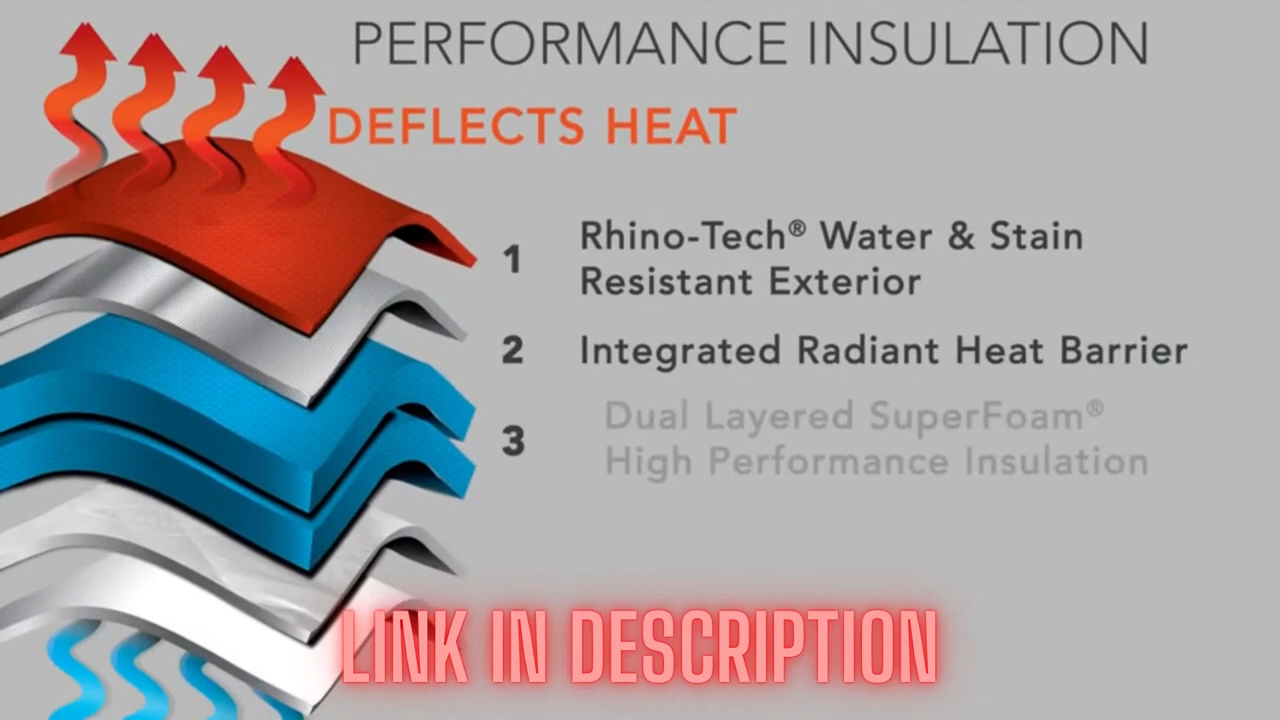 PERFORMANCE INSULATION
DEFLECTS HEAT
1
Rhino-Tech® Water & Stain
Resistant Exterior
2
Integrated Radiant Heat Barrier
3
Dual Layered SuperFoam®
High Performance Insulation
LINK IN DESCRIPTION